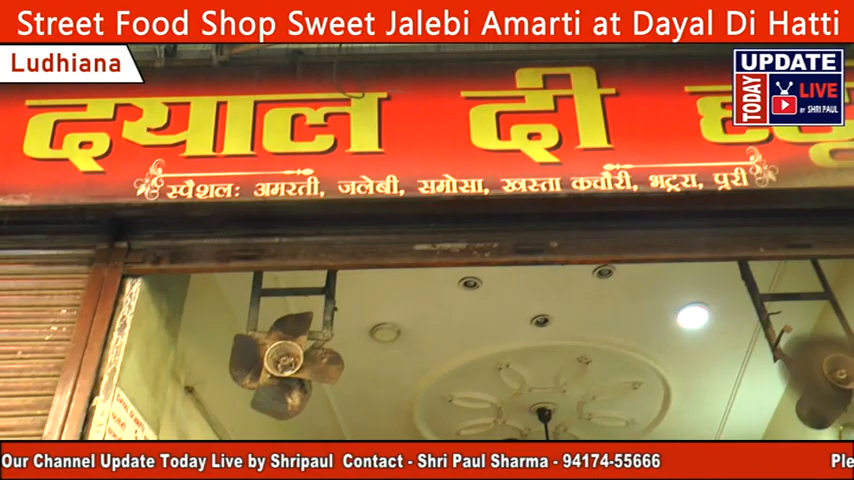 Street Food Shop Sweet Jalebi Amarti at Dayal Di Hatti
Ludhiana
UPDATE
TODAY
LIVE
BY SHRI PAUL
दयाल दी
स्पैशल: अमरती, जलेबी, समोसा, खस्ता कचौरी, भटूरा, पूरी
Our Channel Update Today Live by Shripaul Contact - Shri Paul Sharma - 94174-55666
Ple